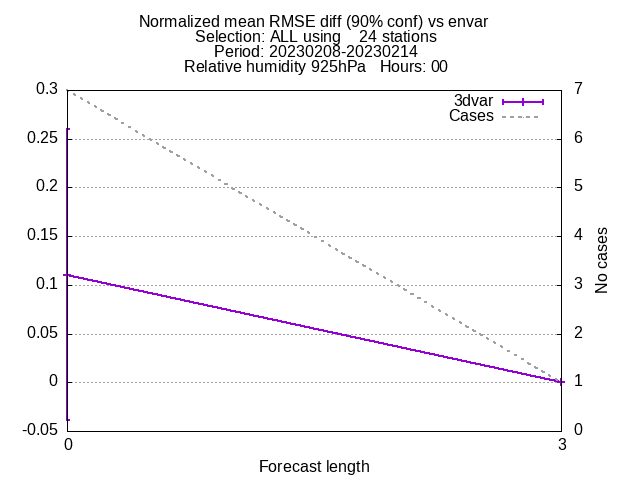 Normalized mean RMSE diff (90% conf) vs envar
Selection: ALL using    24 stations
Period: 20230208-20230214
Relative humidity 925hPa   Hours: 00
3dvar
Cases
0.3
0.25
0.2
0.15
0.1
0.05
0
-0.05
7
6
5
4
3
2
1
0
No cases
0
3
Forecast length